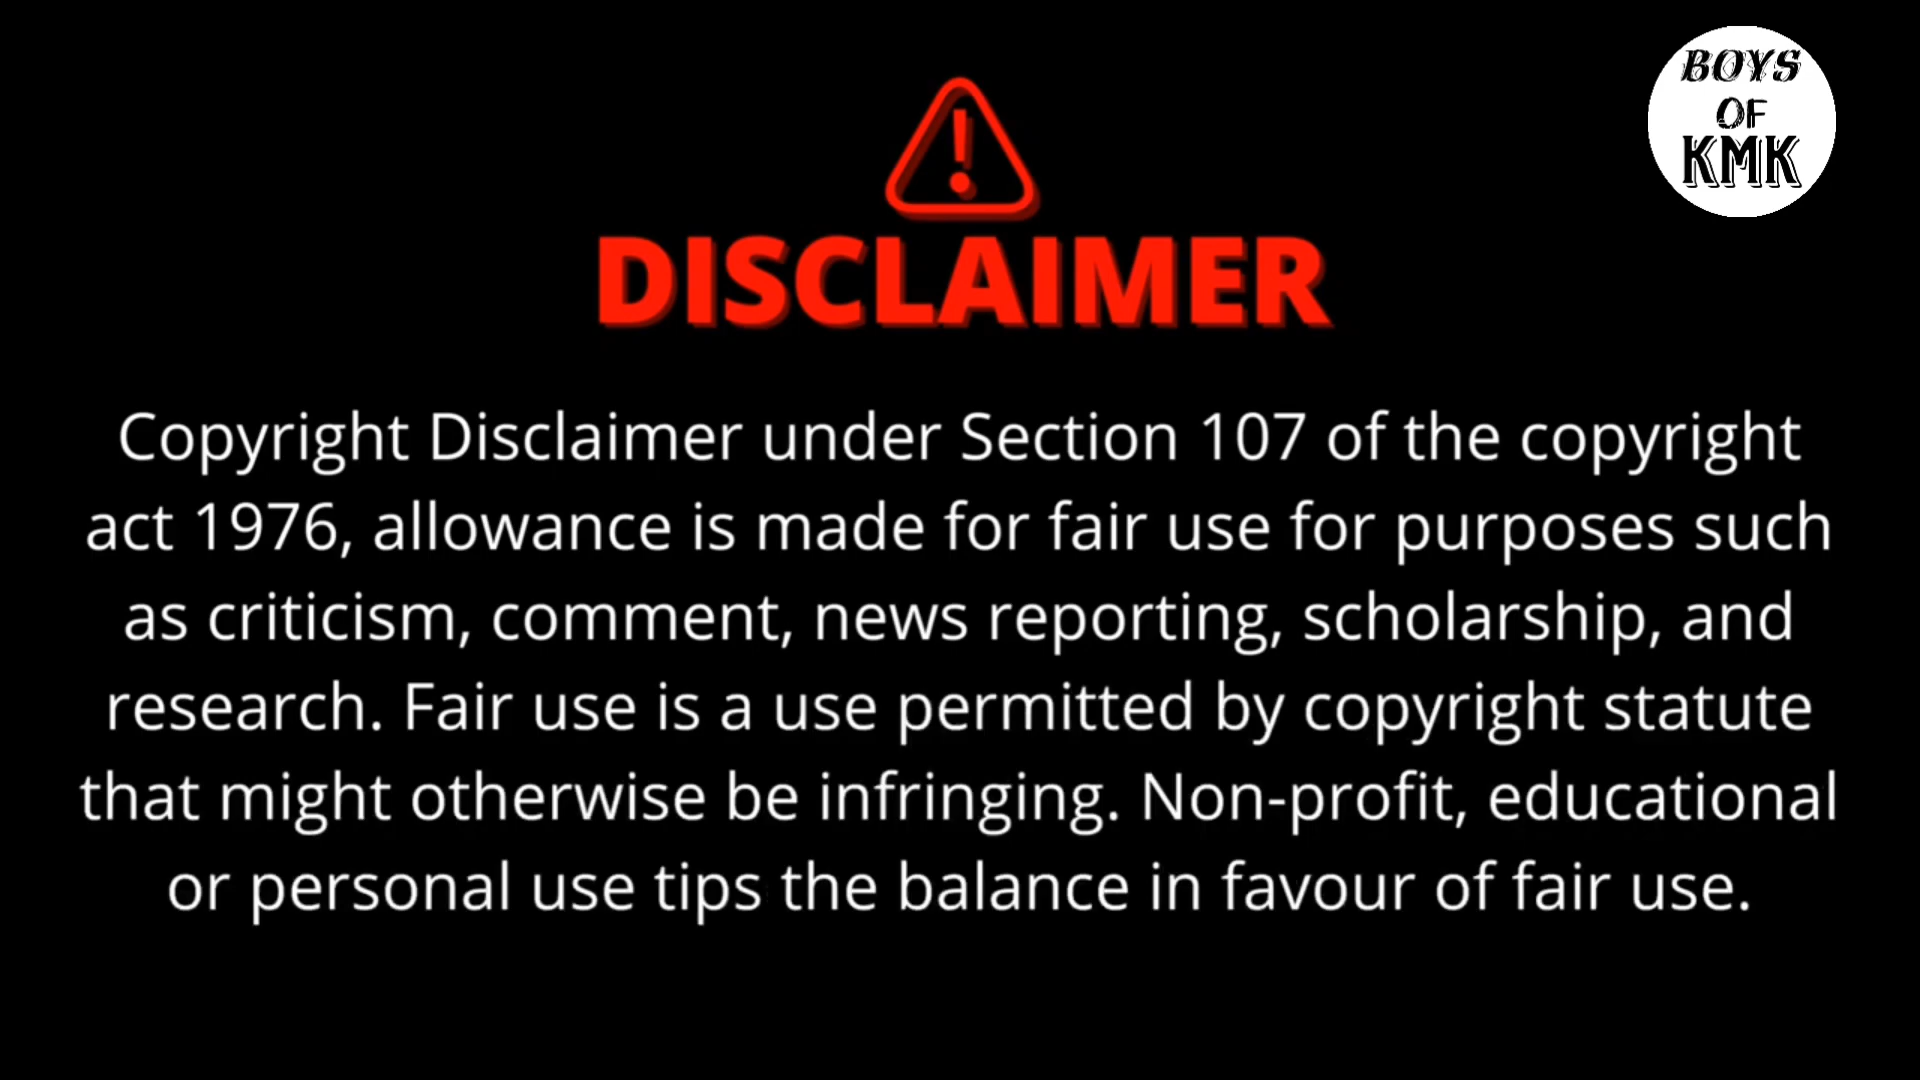 BOYS
OF
KMK
!
DISCLAIMER
Copyright Disclaimer under Section 107 of the copyright
act 1976, allowance is made for fair use for purposes such
as criticism, comment, news reporting, scholarship, and
research. Fair use is a use permitted by copyright statute
that might otherwise be infringing. Non-profit, educational
or personal use tips the balance in favour of fair use.